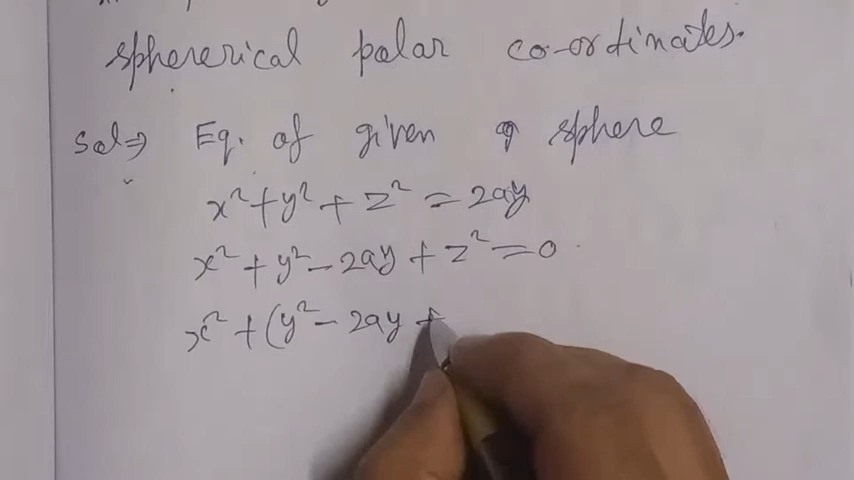 sphererical polar co-ordinates.
Sol⇒ Eq. of given sphere
x² + y² + z² = 2ay
x² + y² - 2ay + z² = 0
x² + (y² - 2ay +